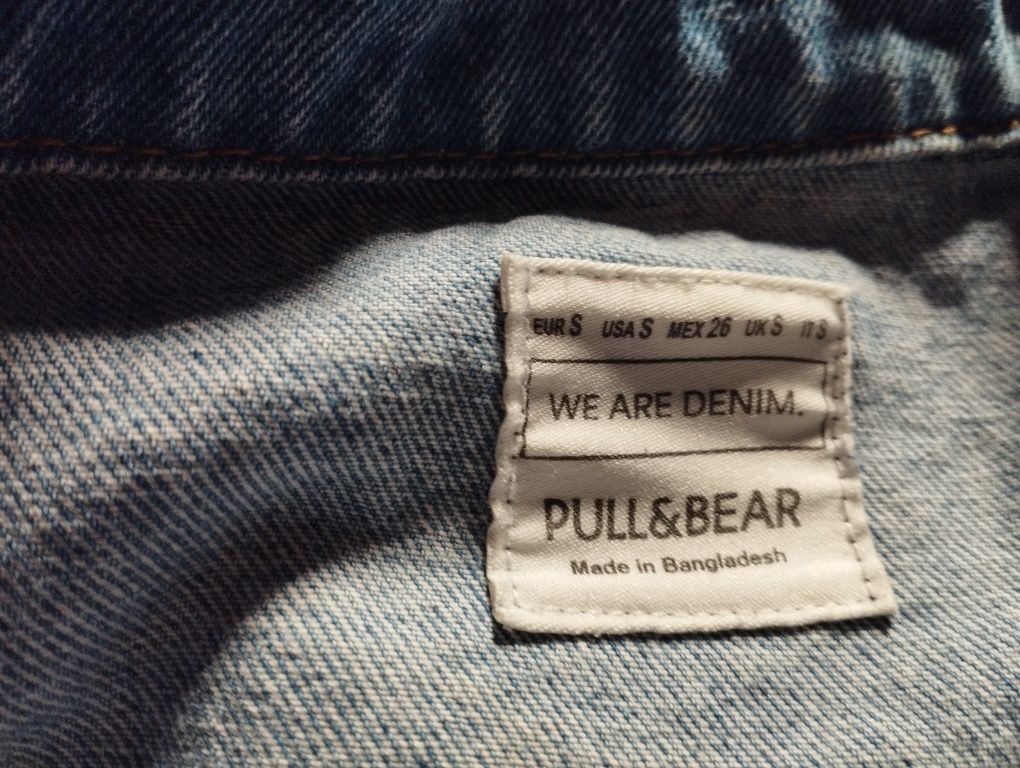 EUR S USA S MEX 26 UK S IT S
WE ARE DENIM.
PULL&BEAR
Made in Bangladesh